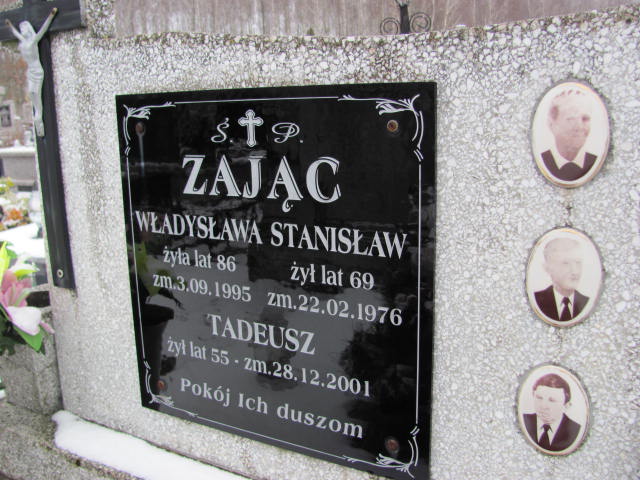 Ś P.
ZAJĄC
WŁADYSŁAWA STANISŁAW
żyła lat 86 żył lat 69
zm.3.09.1995 zm.22.02.1976
TADEUSZ
żył lat 55 - zm.28.12.2001
Pokój Ich duszom